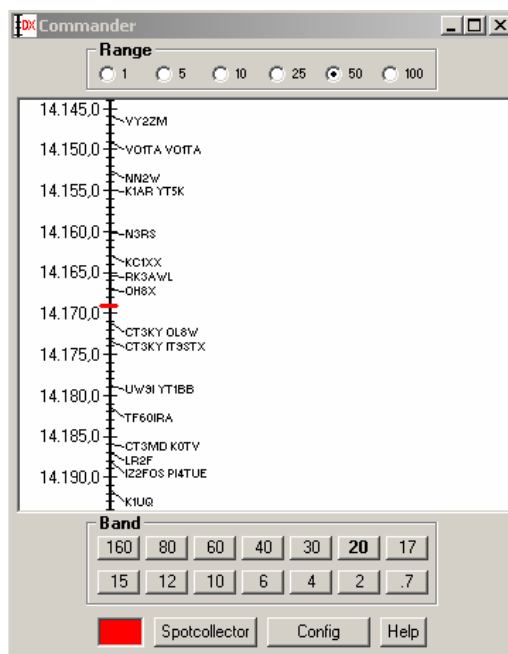 DX Commander
Range
1 5 10 25 50 100
14.145,0
VY2ZM
14.150,0 VO1TA VO1TA
NN2W
14.155,0 K1AR YT5K
14.160,0 N3RS
KC1XX
14.165,0 RK3AWL
OH8X
14.170,0
CT3KY OL8W
14.175,0 CT3KY IT9STX
UW9I YT1BB
14.180,0
TF60IRA
14.185,0
CT3MD K0TV
LR2F
14.190,0 IZ2FOS PI4TUE
K1UQ
Band
160 80 60 40 30 20 17
15 12 10 6 4 2 .7
Spotcollector Config Help